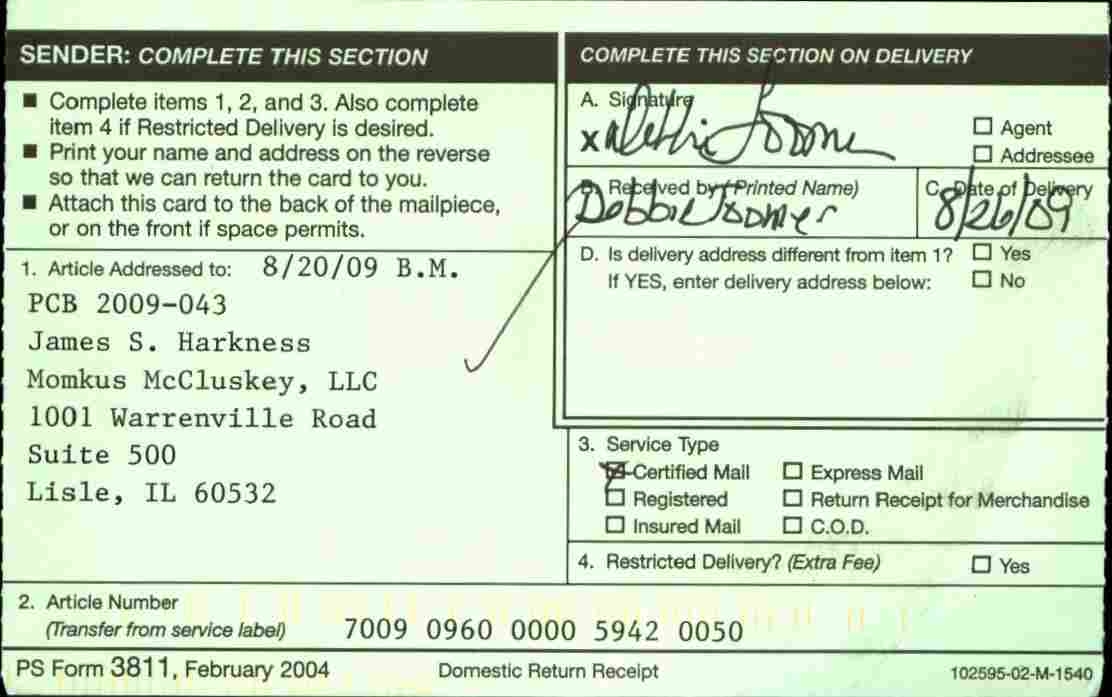 SENDER: COMPLETE THIS SECTION
■ Complete items 1, 2, and 3. Also complete
item 4 if Restricted Delivery is desired.
■ Print your name and address on the reverse
so that we can return the card to you.
■ Attach this card to the back of the mailpiece,
or on the front if space permits.
1. Article Addressed to: 8/20/09 B.M.
PCB 2009-043
James S. Harkness
Momkus McCluskey, LLC
1001 Warrenville Road
Suite 500
Lisle, IL 60532
2. Article Number
(Transfer from service label) 7009 0960 0000 5942 0050
COMPLETE THIS SECTION ON DELIVERY
A. Signature
x Debbie Toomer
☐ Agent
☐ Addressee
B. Received by (Printed Name)
Debbie Toomer
C. Date of Delivery
8/26/09
D. Is delivery address different from item 1? ☐ Yes
If YES, enter delivery address below: ☐ No
3. Service Type
☒ Certified Mail ☐ Express Mail
☐ Registered ☐ Return Receipt for Merchandise
☐ Insured Mail ☐ C.O.D.
4. Restricted Delivery? (Extra Fee) ☐ Yes
PS Form 3811, February 2004 Domestic Return Receipt 102595-02-M-1540